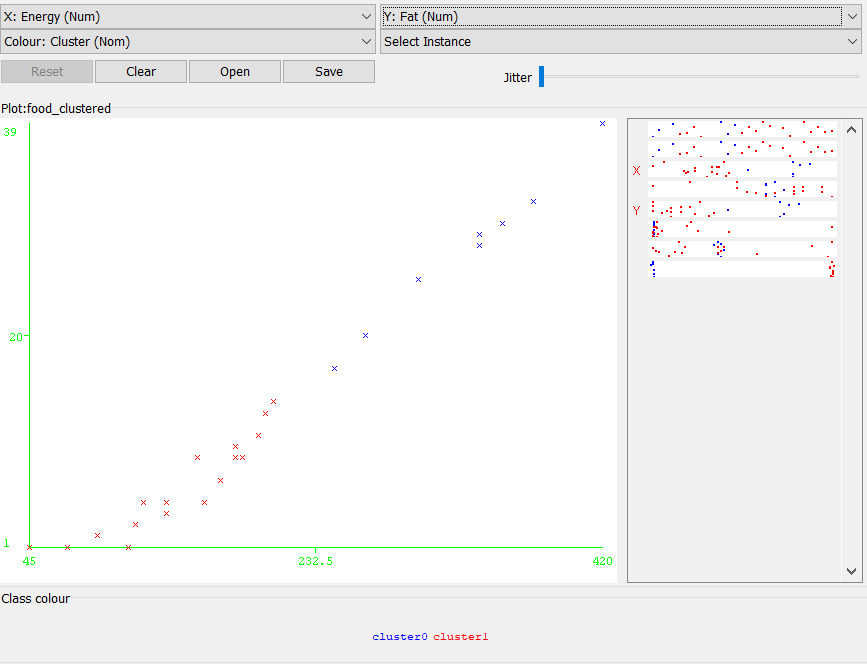 X: Energy (Num)
Y: Fat (Num)
Colour: Cluster (Nom)
Select Instance
Reset
Clear
Open
Save
Jitter
Plot:food_clustered
39
20
1
45
232.5
420
X
Y
Class colour
cluster0 cluster1